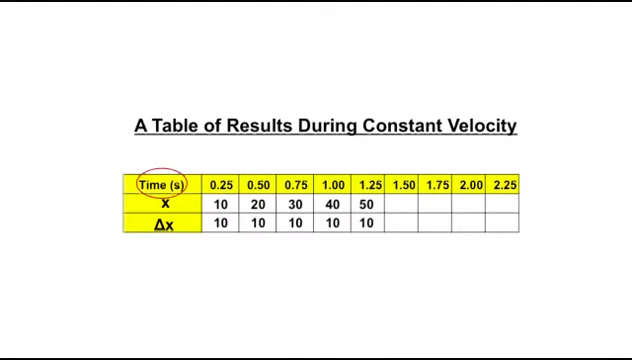 A Table of Results During Constant Velocity
Time (s) 0.25 0.50 0.75 1.00 1.25 1.50 1.75 2.00 2.25
x 10 20 30 40 50
Δx 10 10 10 10 10